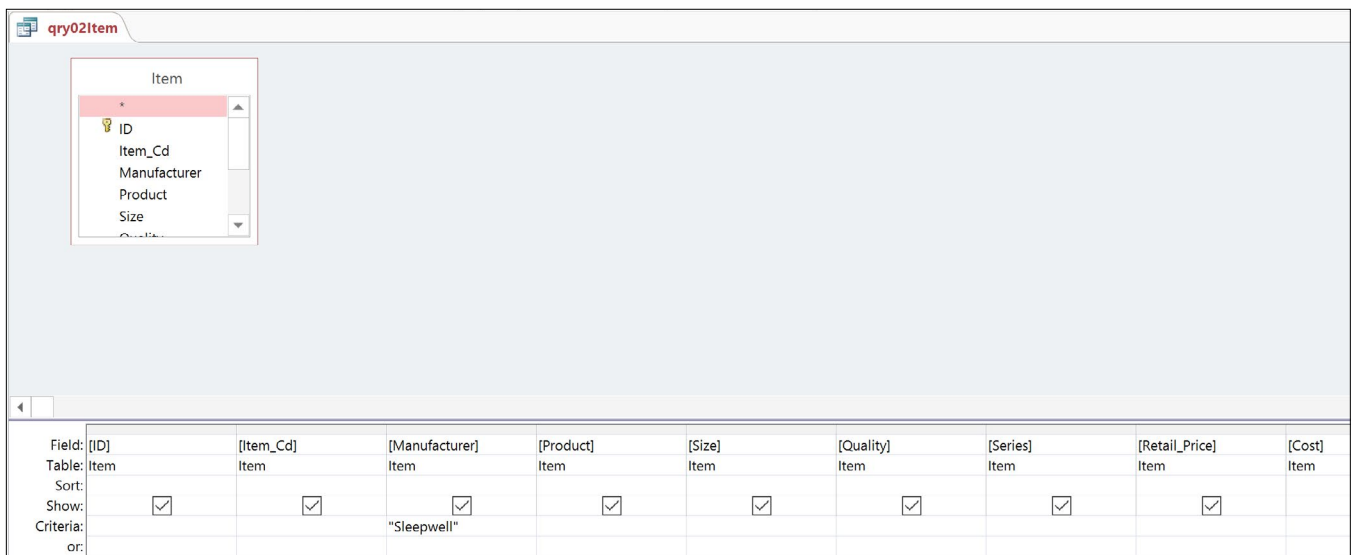 qry02Item
Item
*
ID
Item_Cd
Manufacturer
Product
Size
Quality
Field: [ID] [Item_Cd] [Manufacturer] [Product] [Size] [Quality] [Series] [Retail_Price] [Cost]
Table: Item Item Item Item Item Item Item Item Item
Sort:
Show:
Criteria: "Sleepwell"
or: